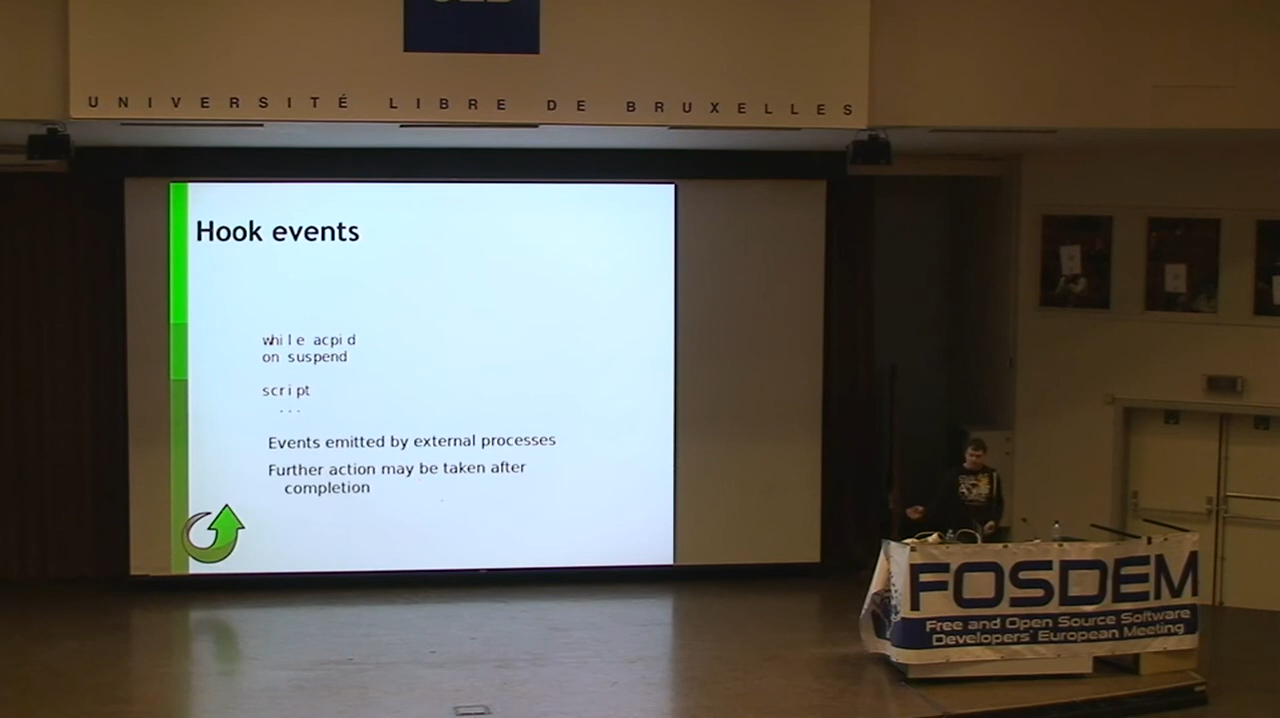 UNIVERSITÉ LIBRE DE BRUXELLES
Hook events
while acpid
on suspend
script
...
Events emitted by external processes
Further action may be taken after
completion
FOSDEM
Free and Open Source Software
Developers' European Meeting